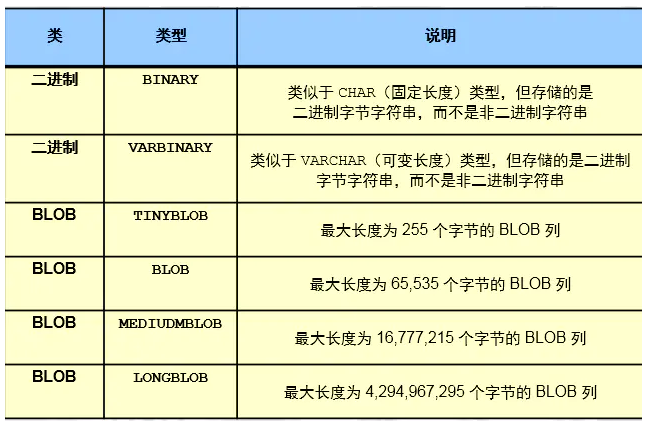 类 类型 说明
二进制 BINARY 类似于 CHAR（固定长度）类型，但存储的是
二进制字节字符串，而不是非二进制字符串
二进制 VARBINARY 类似于 VARCHAR（可变长度）类型，但存储的是二进制
字节字符串，而不是非二进制字符串
BLOB TINYBLOB 最大长度为 255 个字节的 BLOB 列
BLOB BLOB 最大长度为 65,535 个字节的 BLOB 列
BLOB MEDIUDMBLOB 最大长度为 16,777,215 个字节的 BLOB 列
BLOB LONGBLOB 最大长度为 4,294,967,295 个字节的 BLOB 列